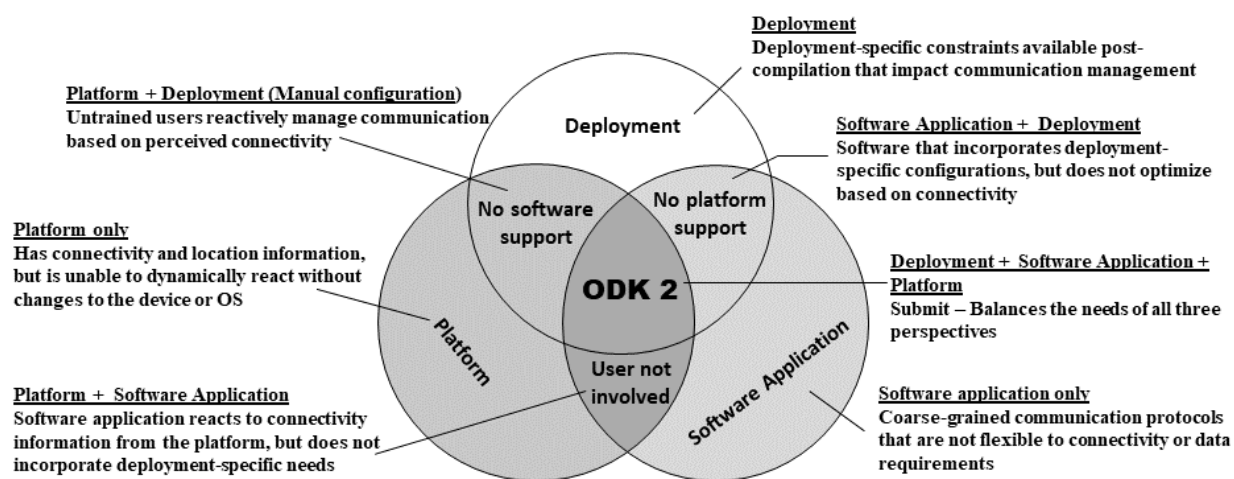 Deployment
Deployment-specific constraints available post-
compilation that impact communication management
Platform + Deployment (Manual configuration)
Untrained users reactively manage communication
based on perceived connectivity
Deployment
Software Application + Deployment
Software that incorporates deployment-
specific configurations, but does not optimize
based on connectivity
No software
support
No platform
support
Platform only
Has connectivity and location information,
but is unable to dynamically react without
changes to the device or OS
ODK 2
Deployment + Software Application +
Platform
Submit – Balances the needs of all three
perspectives
Platform
User not
involved
Software Application
Platform + Software Application
Software application reacts to connectivity
information from the platform, but does not
incorporate deployment-specific needs
Software application only
Coarse-grained communication protocols
that are not flexible to connectivity or data
requirements